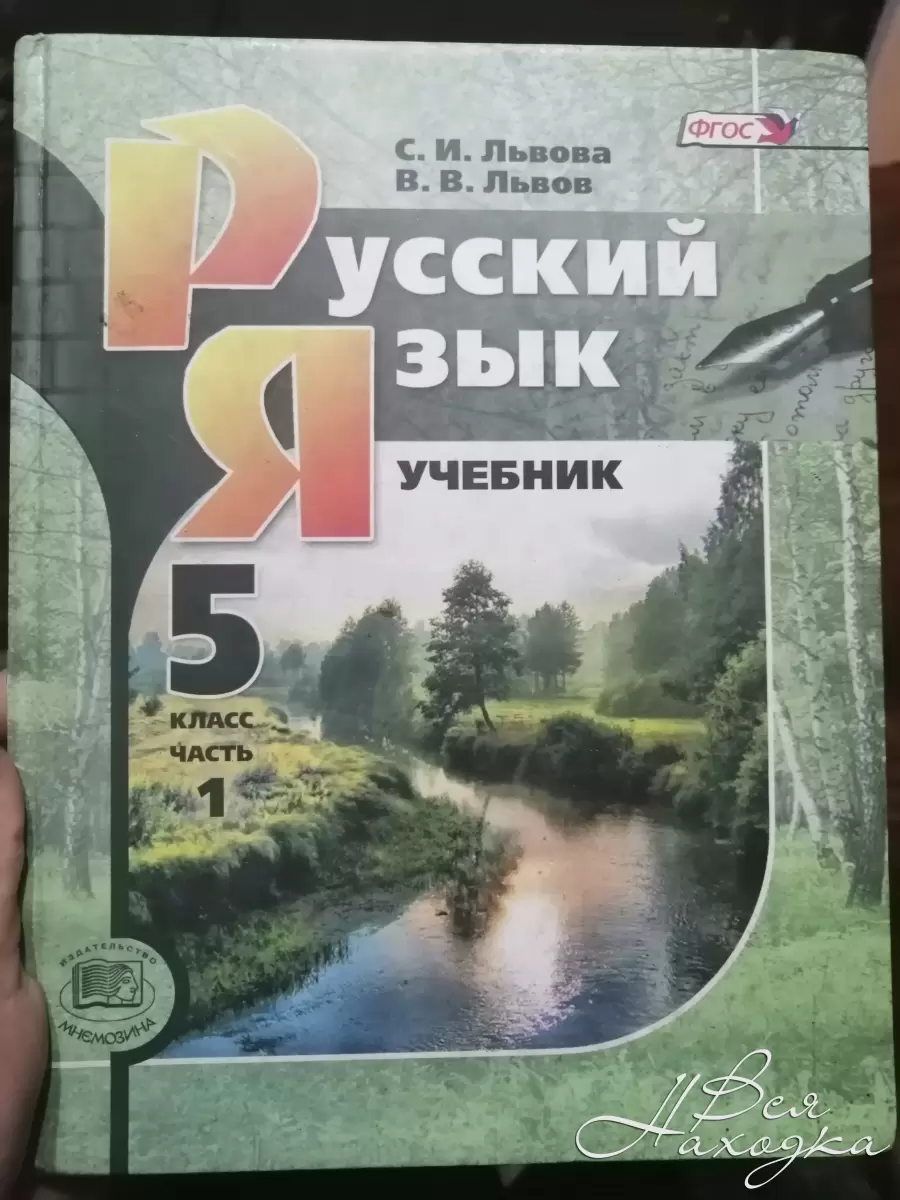 С. И. Львова
В. В. Львов
ФГОС
Русский
Язык
УЧЕБНИК
5
КЛАСС
ЧАСТЬ
1
ИЗДАТЕЛЬСТВО
МНЕМОЗИНА
Вся
Находка